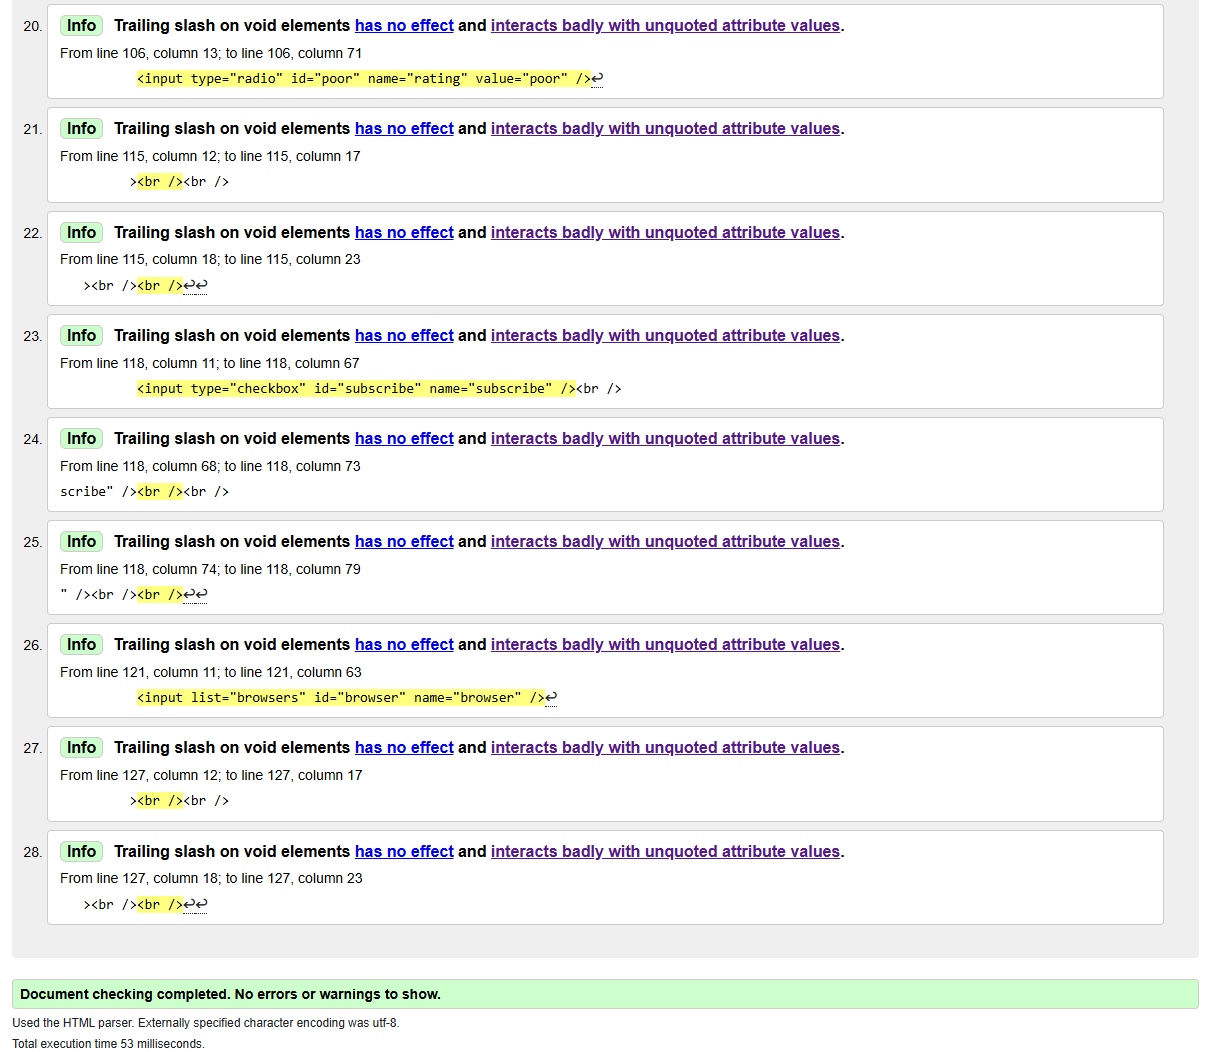 20. Info Trailing slash on void elements has no effect and interacts badly with unquoted attribute values.
From line 106, column 13; to line 106, column 71
<input type="radio" id="poor" name="rating" value="poor" />↩
21. Info Trailing slash on void elements has no effect and interacts badly with unquoted attribute values.
From line 115, column 12; to line 115, column 17
><br /><br />
22. Info Trailing slash on void elements has no effect and interacts badly with unquoted attribute values.
From line 115, column 18; to line 115, column 23
><br /><br />↩↩
23. Info Trailing slash on void elements has no effect and interacts badly with unquoted attribute values.
From line 118, column 11; to line 118, column 67
<input type="checkbox" id="subscribe" name="subscribe" /><br />
24. Info Trailing slash on void elements has no effect and interacts badly with unquoted attribute values.
From line 118, column 68; to line 118, column 73
scribe" /><br /><br />
25. Info Trailing slash on void elements has no effect and interacts badly with unquoted attribute values.
From line 118, column 74; to line 118, column 79
" /><br /><br />↩↩
26. Info Trailing slash on void elements has no effect and interacts badly with unquoted attribute values.
From line 121, column 11; to line 121, column 63
<input list="browsers" id="browser" name="browser" />↩
27. Info Trailing slash on void elements has no effect and interacts badly with unquoted attribute values.
From line 127, column 12; to line 127, column 17
><br /><br />
28. Info Trailing slash on void elements has no effect and interacts badly with unquoted attribute values.
From line 127, column 18; to line 127, column 23
><br /><br />↩↩
Document checking completed. No errors or warnings to show.
Used the HTML parser. Externally specified character encoding was utf-8.
Total execution time 53 milliseconds.